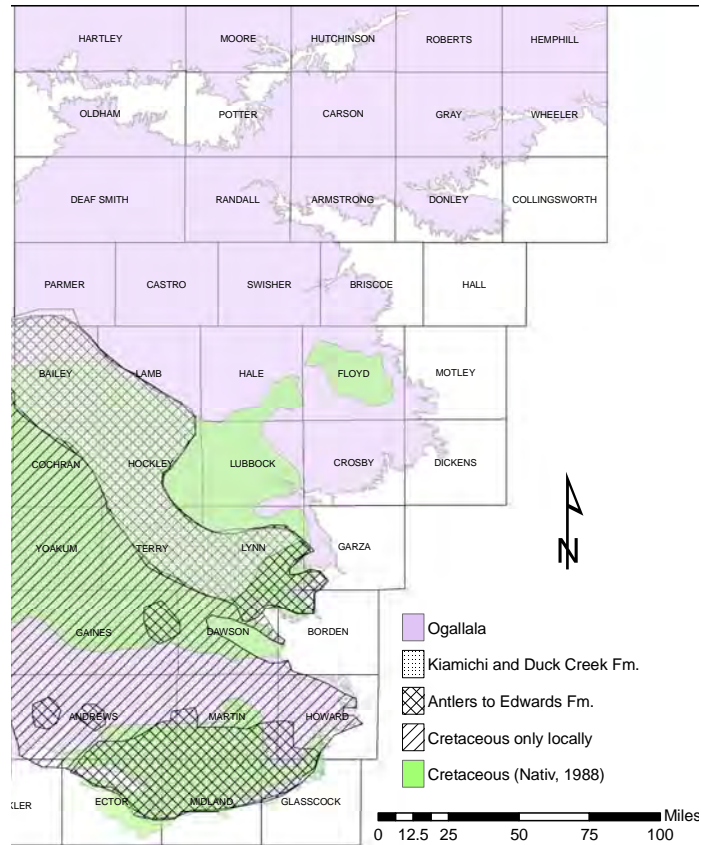 HARTLEY MOORE HUTCHINSON ROBERTS HEMPHILL
OLDHAM POTTER CARSON GRAY WHEELER
DEAF SMITH RANDALL ARMSTRONG DONLEY COLLINGSWORTH
PARMER CASTRO SWISHER BRISCOE HALL
BAILEY LAMB HALE FLOYD MOTLEY
COCHRAN HOCKLEY LUBBOCK CROSBY DICKENS
YOAKUM TERRY LYNN GARZA
N
GAINES DAWSON BORDEN
ANDREWS MARTIN HOWARD
KLER ECTOR MIDLAND GLASSCOCK
Ogallala
Kiamichi and Duck Creek Fm.
Antlers to Edwards Fm.
Cretaceous only locally
Cretaceous (Nativ, 1988)
Miles
0 12.5 25 50 75 100